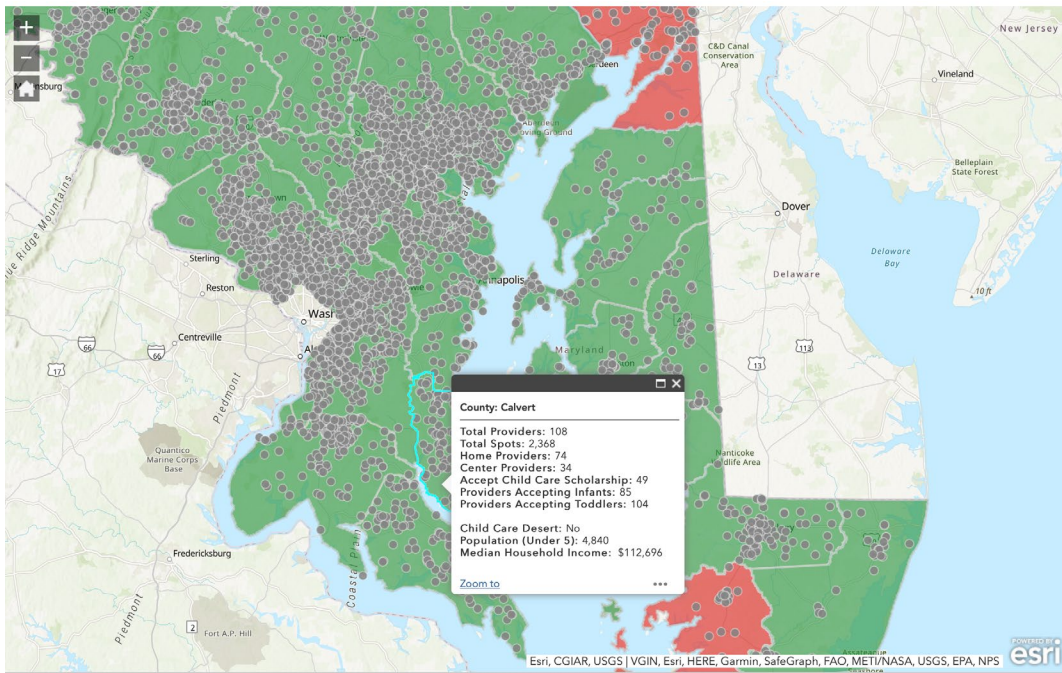 +
−
New Jersey
C&D Canal
Conservation
Area
Vineland
Belleplain
State Forest
Dover
Delaware
Bay
Delaware
10 ft
113
13
Blue Ridge Mountains
Sterling
Reston
Centreville
66
66
17
Piedmont
Quantico
Marine Corps
Base
Fredericksburg
Piedmont
2
Fort A.P. Hill
Coastal Plain
Maryland
County: Calvert
Total Providers: 108
Total Spots: 2,368
Home Providers: 74
Center Providers: 34
Accept Child Care Scholarship: 49
Providers Accepting Infants: 85
Providers Accepting Toddlers: 104
Child Care Desert: No
Population (Under 5): 4,840
Median Household Income: $112,696
Zoom to
•••
Esri, CGIAR, USGS | VGIN, Esri, HERE, Garmin, SafeGraph, FAO, METI/NASA, USGS, EPA, NPS
POWERED BY
esri